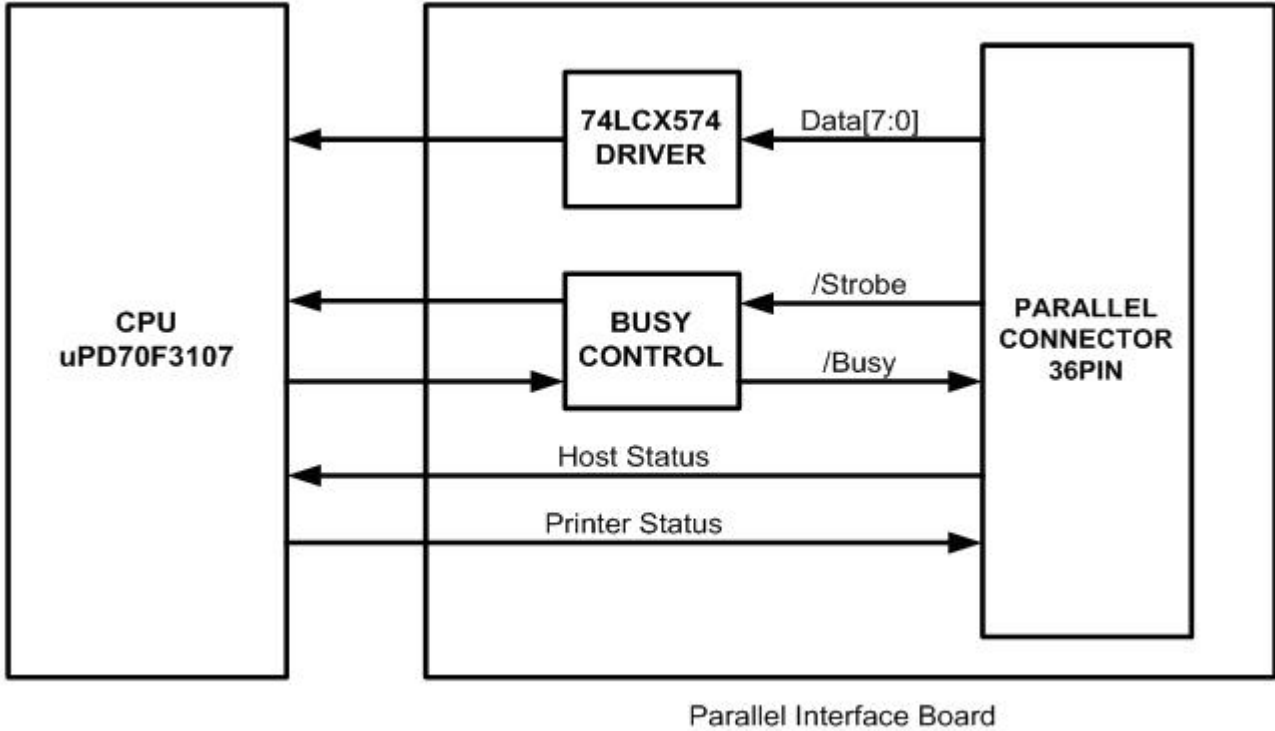 74LCX574
DRIVER
Data[7:0]
CPU
uPD70F3107
BUSY
CONTROL
/Strobe
/Busy
PARALLEL
CONNECTOR
36PIN
Host Status
Printer Status
Parallel Interface Board